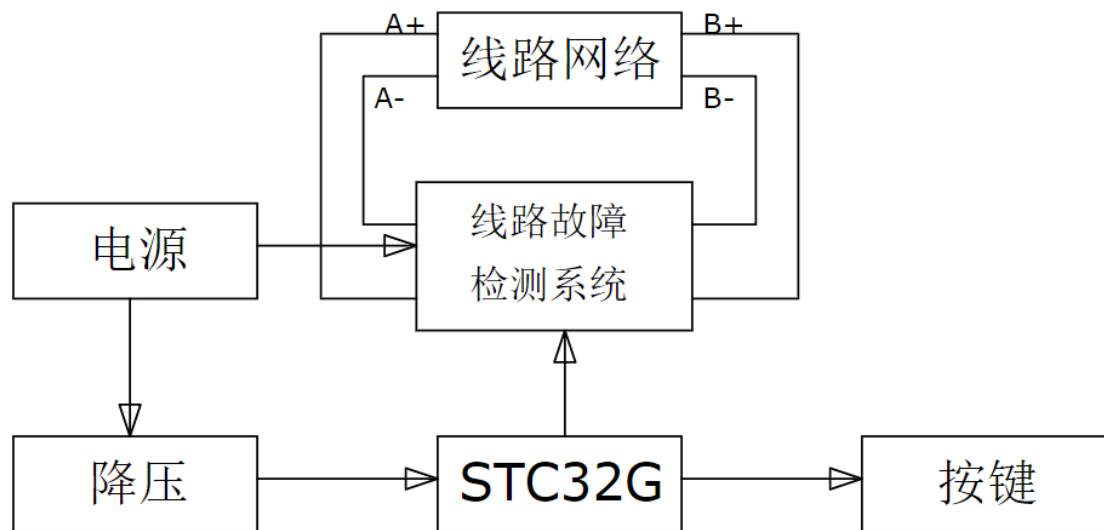 A+
线路网络
B+
A-
B-
线路故障
检测系统
电源
降压
STC32G
按键